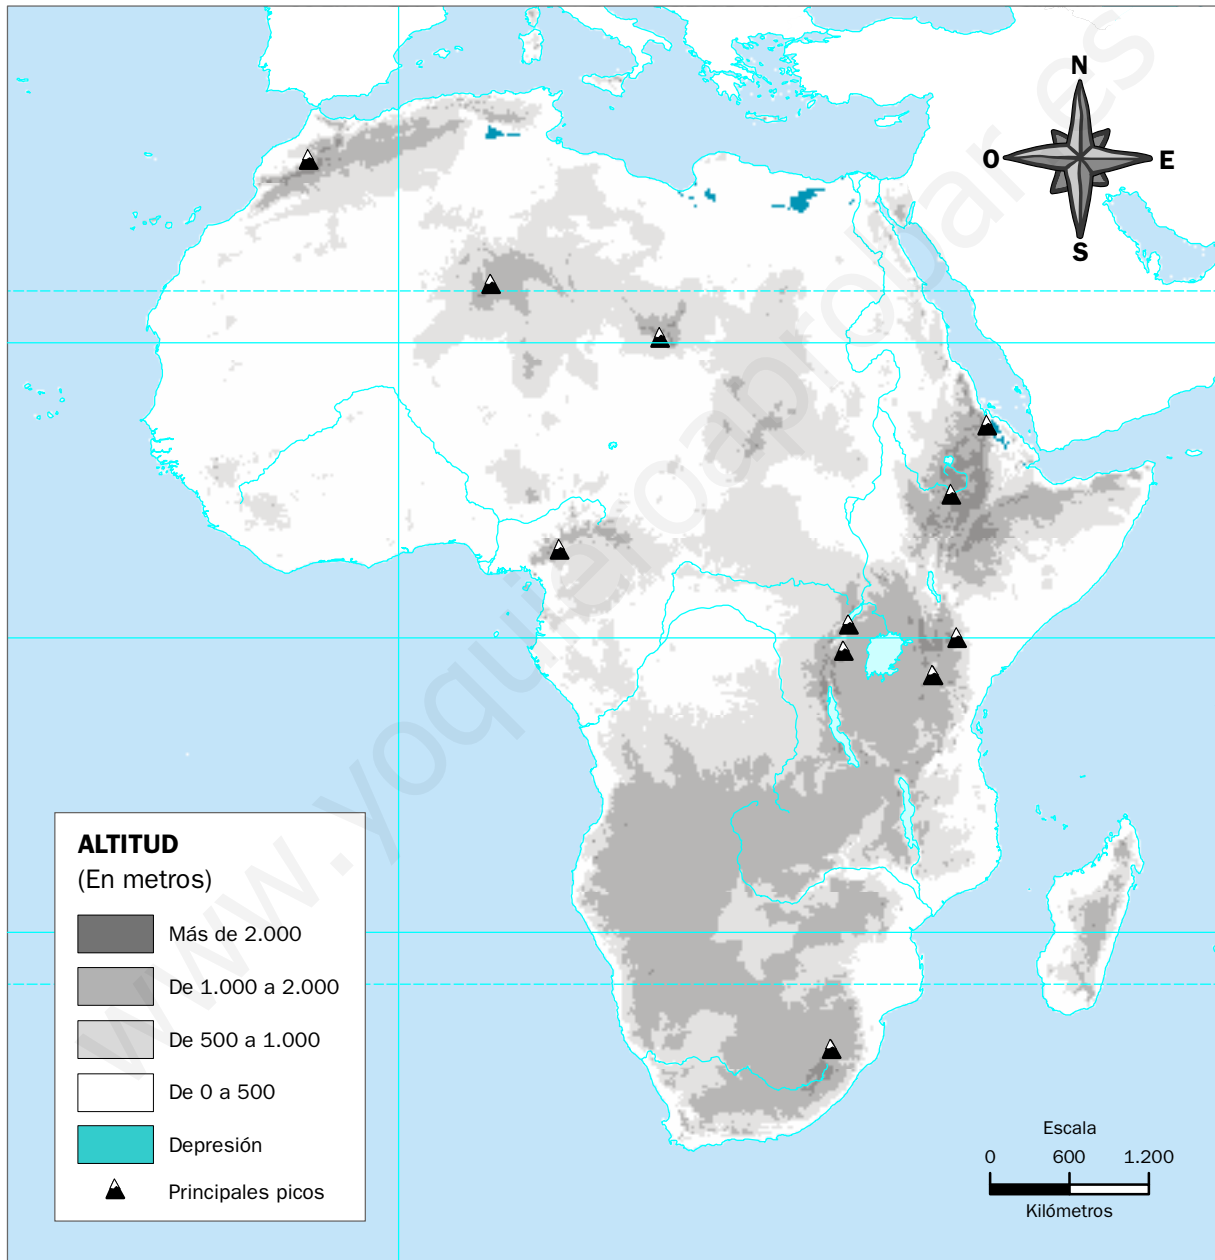 N
O
E
S
www.yoquieroaprobar.es
ALTITUD
(En metros)
Más de 2.000
De 1.000 a 2.000
De 500 a 1.000
De 0 a 500
Depresión
Principales picos
Escala
0 600 1.200
Kilómetros